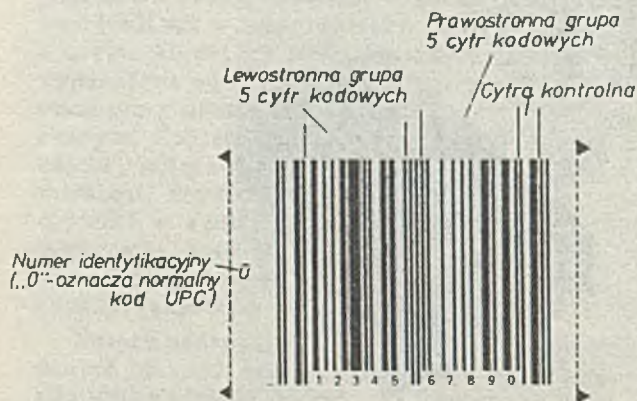 Prawostronna grupa
5 cyfr kodowych
Lewostronna grupa
5 cyfr kodowych
Cyfra kontrolna
Numer identyfikacyjny
(„0"-oznacza normalny
kod UPC)
0
1 2 3 4 5 6 7 8 9 0